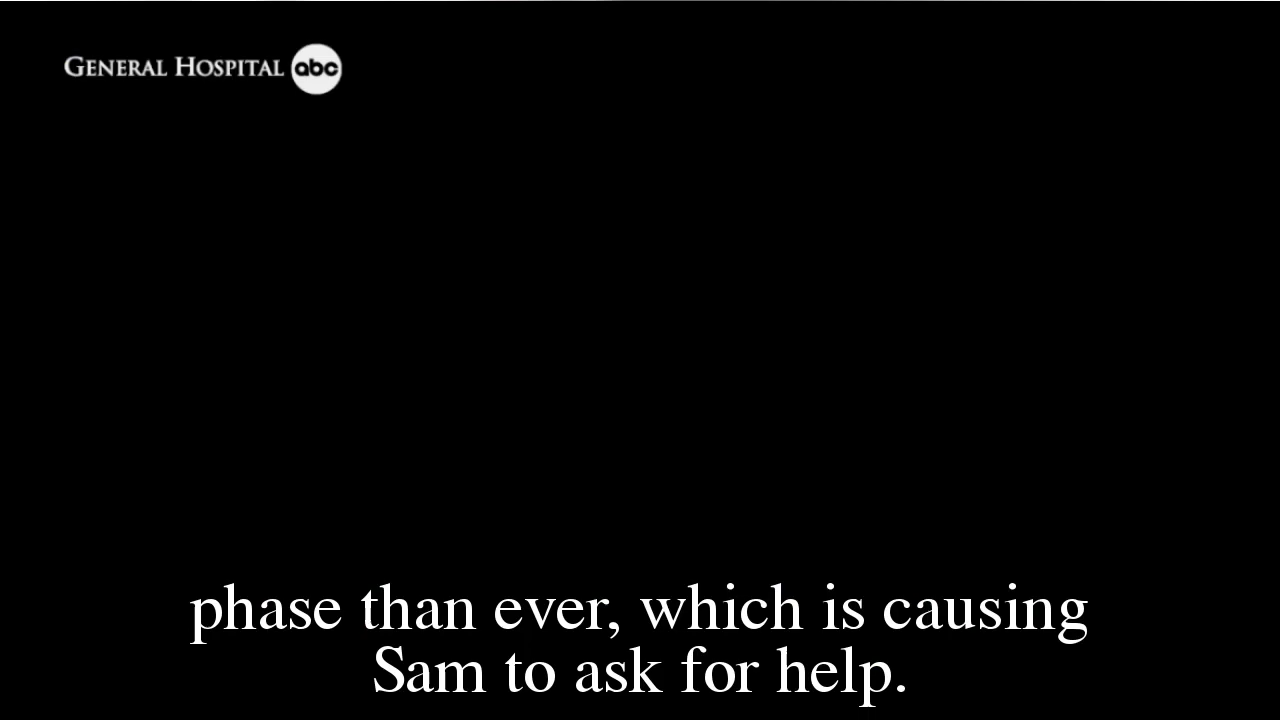 GENERAL HOSPITAL abc
phase than ever, which is causing
Sam to ask for help.